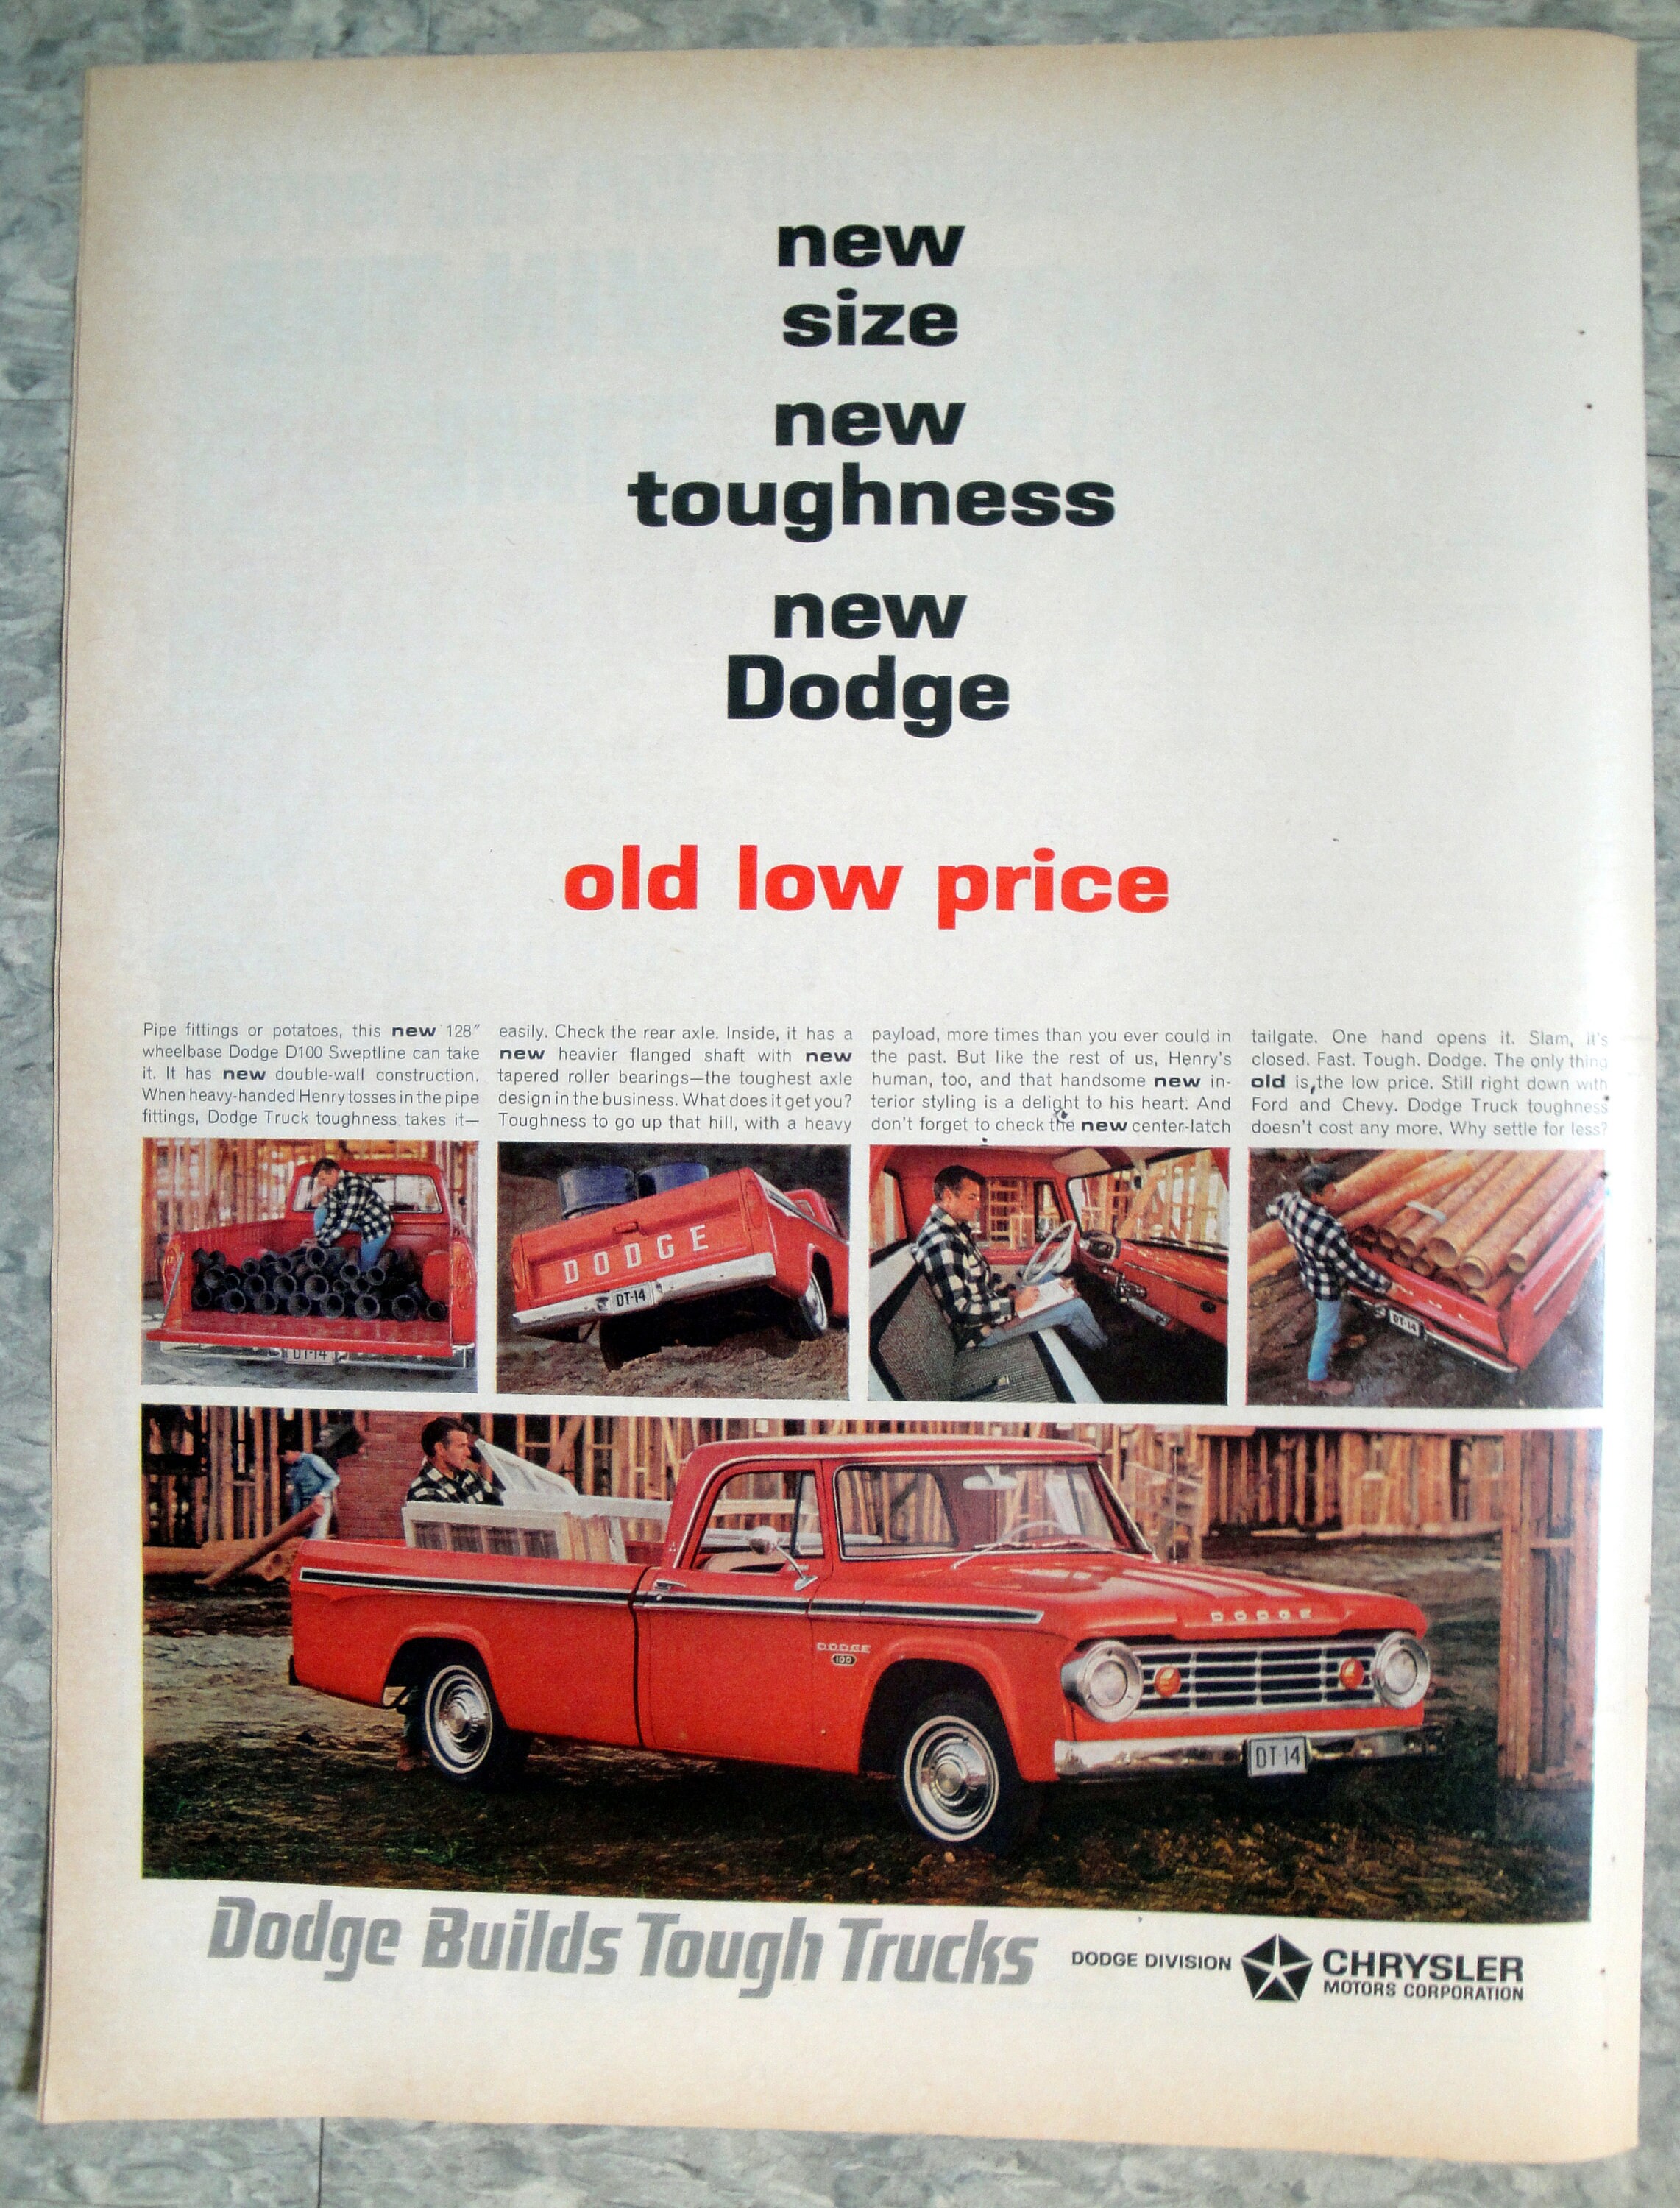 new
size
new
toughness
new
Dodge
old low price
Pipe fittings or potatoes, this new 128"
wheelbase Dodge D100 Sweptline can take
it. It has new double-wall construction.
When heavy-handed Henry tosses in the pipe
fittings, Dodge Truck toughness takes it—
easily. Check the rear axle. Inside, it has a
new heavier flanged shaft with new
tapered roller bearings—the toughest axle
design in the business. What does it get you?
Toughness to go up that hill, with a heavy
payload, more times than you ever could in
the past. But like the rest of us, Henry's
human, too, and that handsome new in-
terior styling is a delight to his heart. And
don't forget to check the new center-latch
tailgate. One hand opens it. Slam, it's
closed. Fast. Tough. Dodge. The only thing
old is the low price. Still right down with
Ford and Chevy. Dodge Truck toughness
doesn't cost any more. Why settle for less?
DT-14
DODGE
DT-14
DT-14
DODGE
DODGE
100
DT-14
Dodge Builds Tough Trucks
DODGE DIVISION
CHRYSLER
MOTORS CORPORATION